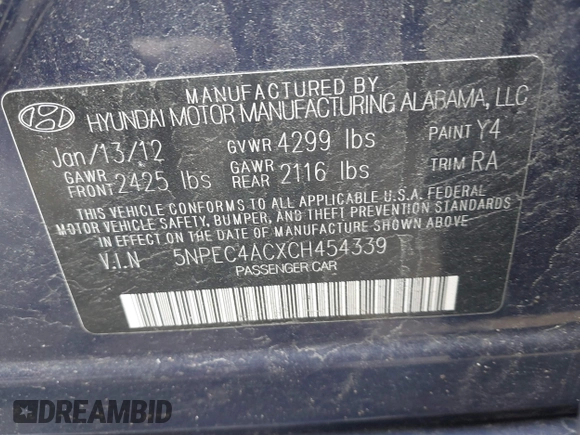 MANUFACTURED BY
HYUNDAI MOTOR MANUFACTURING ALABAMA, LLC
Jan/13/12 GVWR 4299 lbs PAINT Y4
GAWR FRONT 2425 lbs GAWR REAR 2116 lbs TRIM RA
THIS VEHICLE CONFORMS TO ALL APPLICABLE U.S.A. FEDERAL
MOTOR VEHICLE SAFETY, BUMPER, AND THEFT PREVENTION STANDARDS
IN EFFECT ON THE DATE OF MANUFACTURE SHOWN ABOVE.
V.I.N 5NPEC4ACXCH454339
PASSENGER CAR
DREAMBID